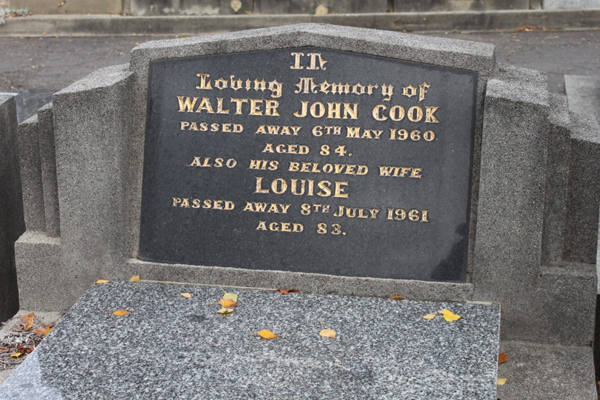 In
Loving Memory of
WALTER JOHN COOK
PASSED AWAY 6TH MAY 1960
AGED 84.
ALSO HIS BELOVED WIFE
LOUISE
PASSED AWAY 8TH JULY 1961
AGED 83.